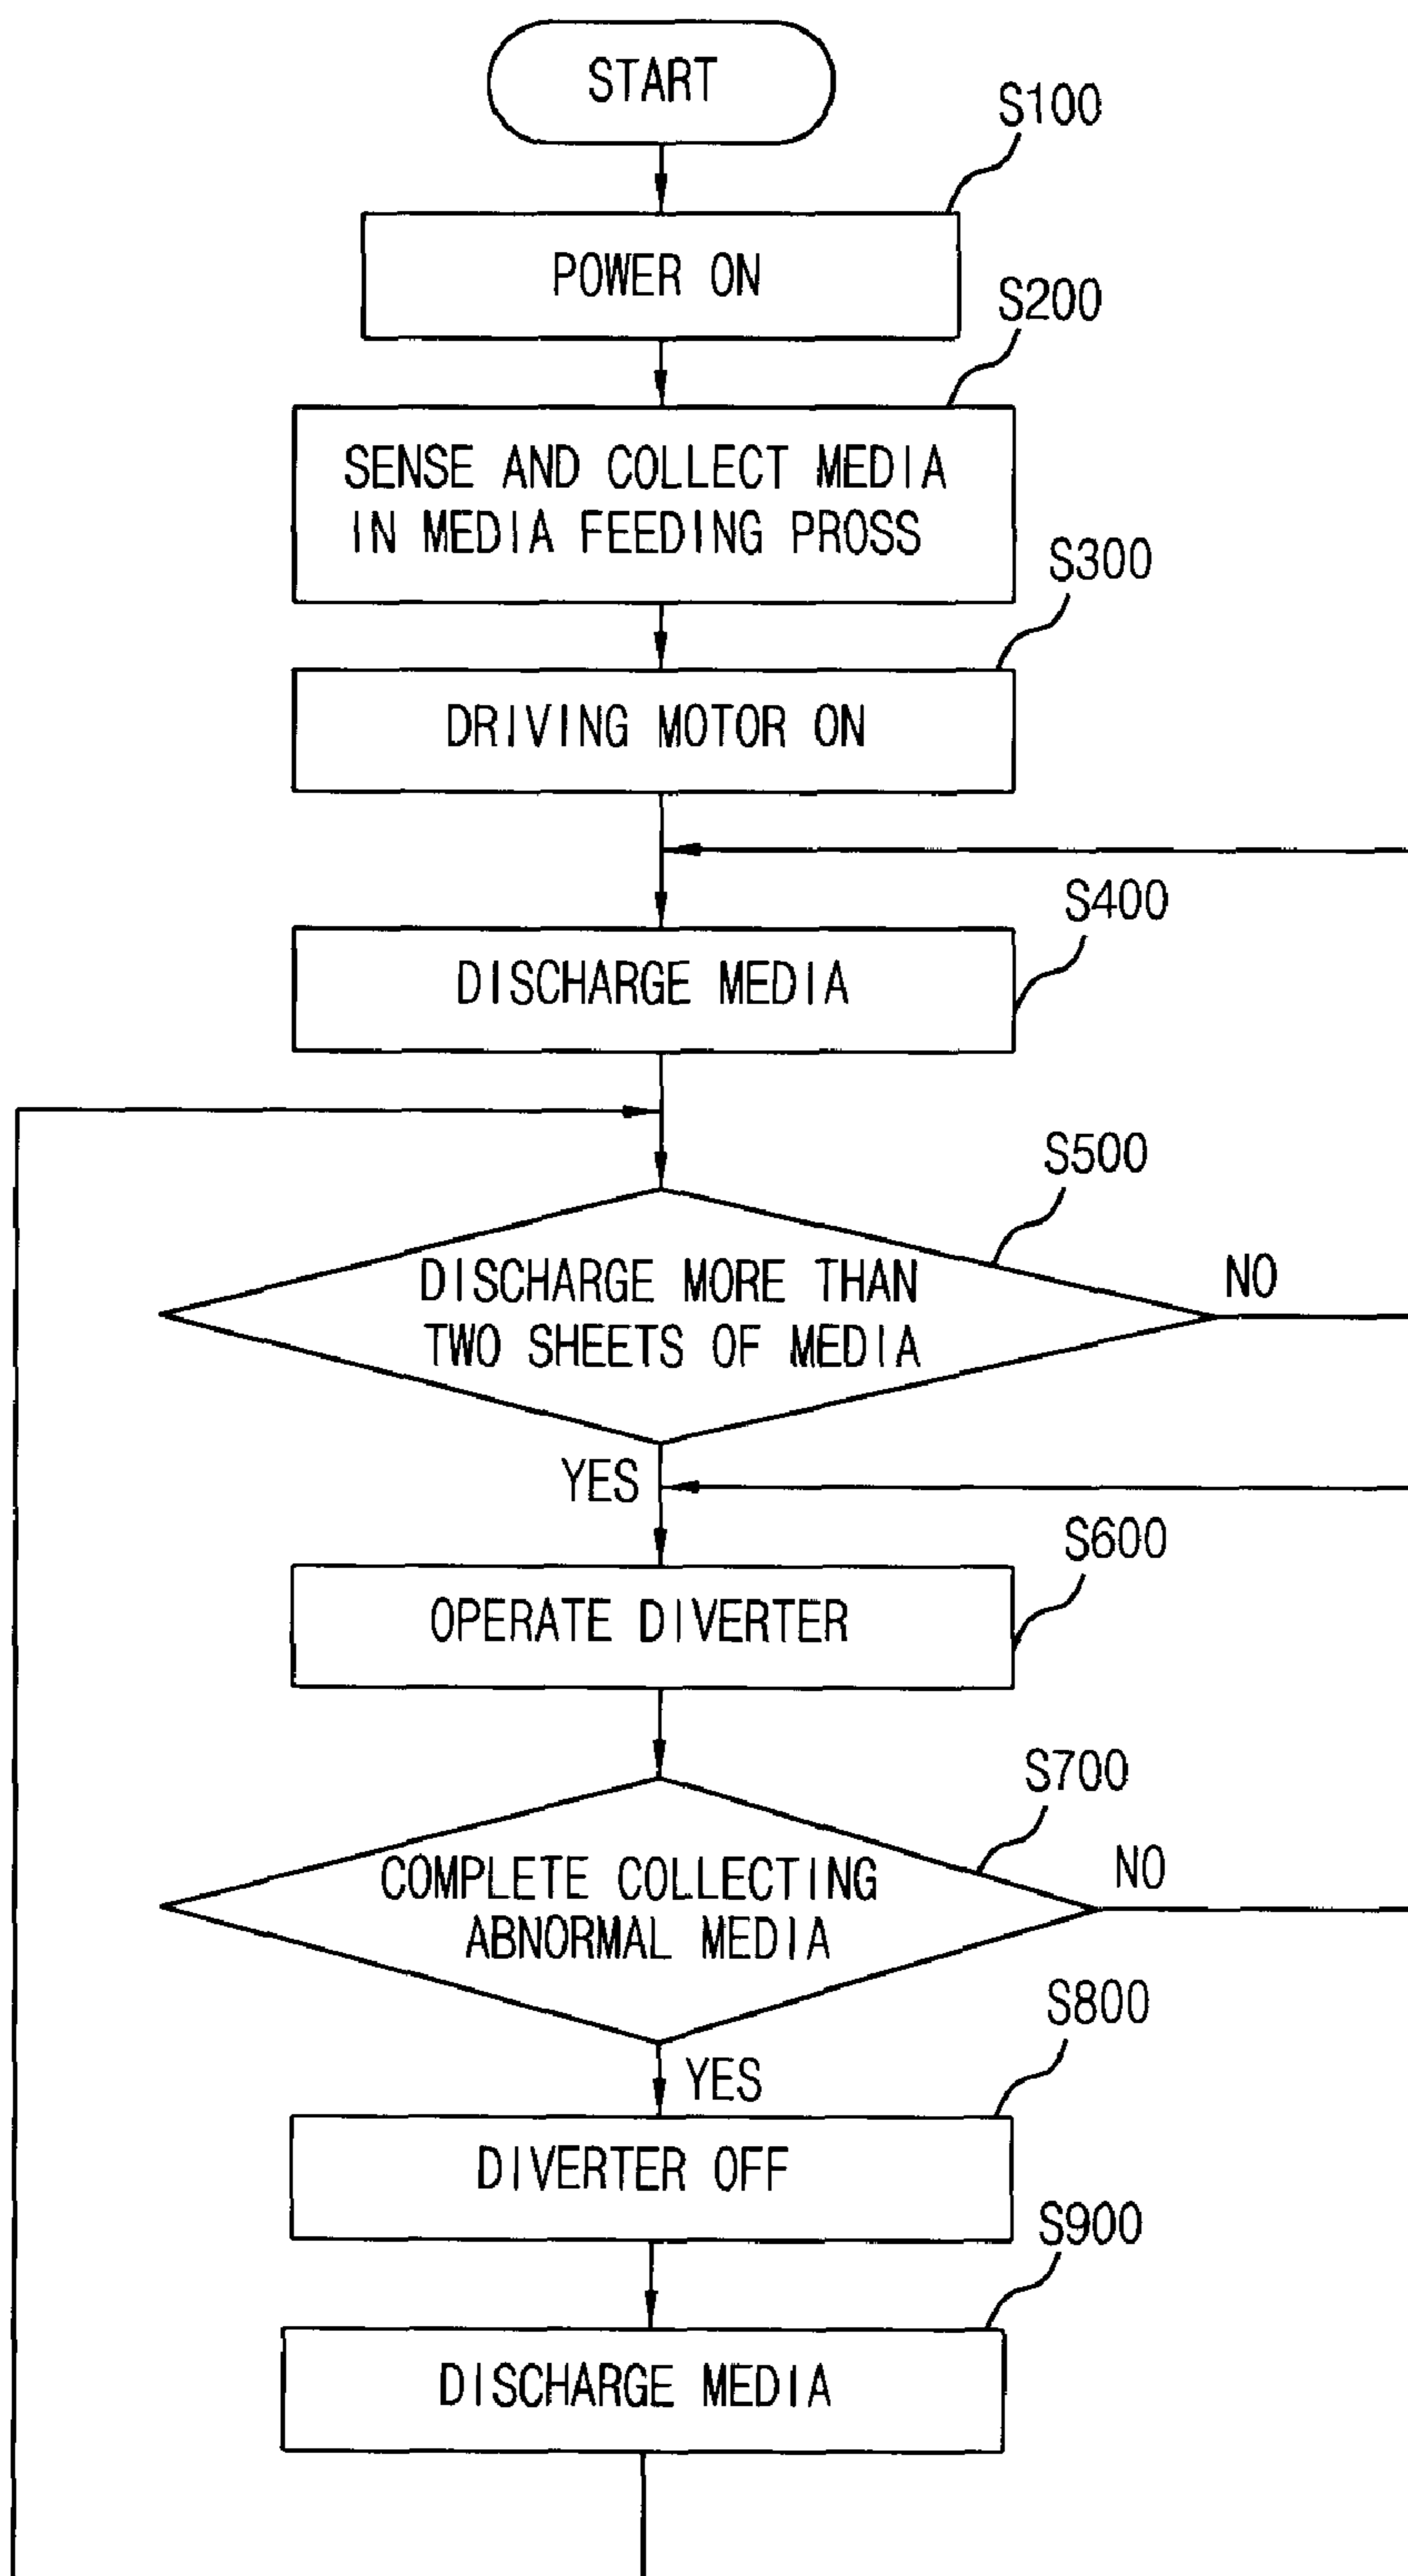 START
S100
POWER ON
S200
SENSE AND COLLECT MEDIA
IN MEDIA FEEDING PROSS
S300
DRIVING MOTOR ON
S400
DISCHARGE MEDIA
S500
DISCHARGE MORE THAN
TWO SHEETS OF MEDIA
NO
YES
S600
OPERATE DIVERTER
S700
COMPLETE COLLECTING
ABNORMAL MEDIA
NO
S800
YES
DIVERTER OFF
S900
DISCHARGE MEDIA